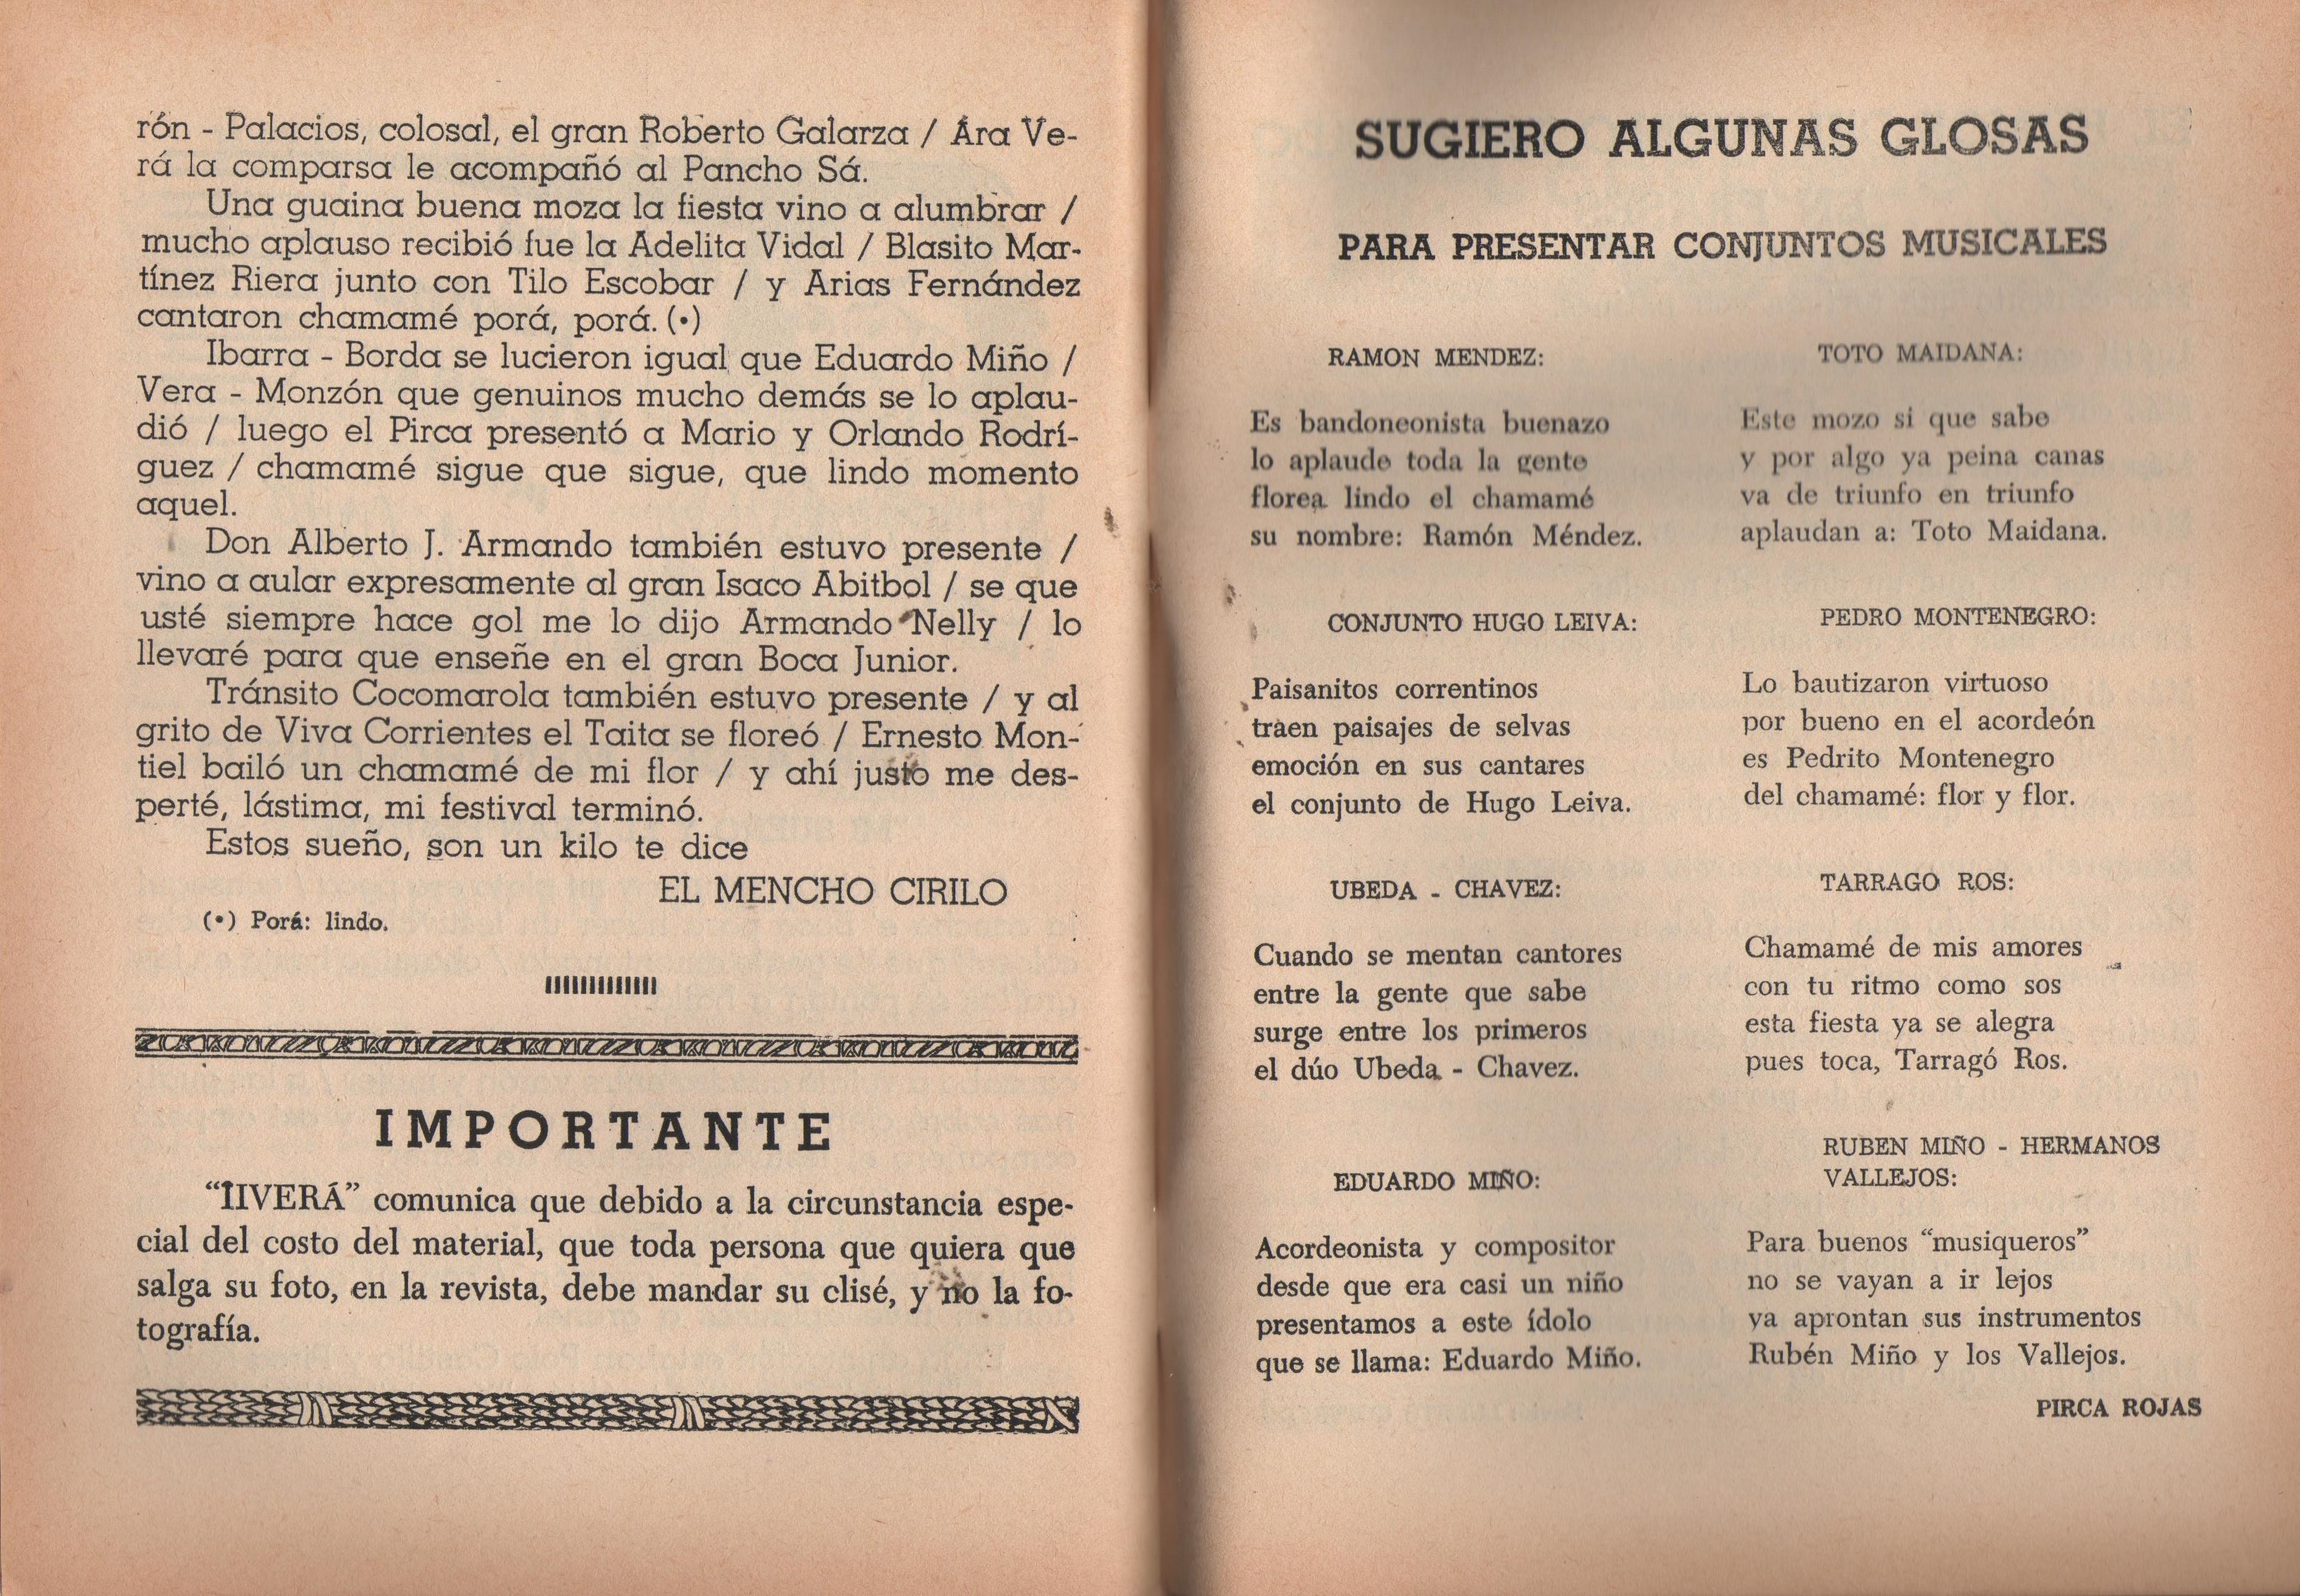 rón - Palacios, colosal, el gran Roberto Galarza / Ára Ve-
rá la comparsa le acompañó al Pancho Sá.
Una guaina buena moza la fiesta vino a alumbrar /
mucho aplauso recibió fue la Adelita Vidal / Blasito Mar-
tínez Riera junto con Tilo Escobar / y Arias Fernández
cantaron chamamé porá, porá. (•)
Ibarra - Borda se lucieron igual que Eduardo Miño /
Vera - Monzón que genuinos mucho demás se lo aplau-
dió / luego el Pirca presentó a Mario y Orlando Rodrí-
guez / chamamé sigue que sigue, que lindo momento
aquel.
Don Alberto J. Armando también estuvo presente /
vino a aular expresamente al gran Isaco Abitbol / se que
usté siempre hace gol me lo dijo Armando Nelly / lo
llevaré para que enseñe en el gran Boca Junior.
Tránsito Cocomarola también estuvo presente / y al
grito de Viva Corrientes el Taita se floreó / Ernesto Mon-
tiel bailó un chamamé de mi flor / y ahí justo me des-
perté, lástima, mi festival terminó.
Estos sueño, son un kilo te dice
EL MENCHO CIRILO
(•) Porá: lindo.
IMPORTANTE
“IIVERÁ” comunica que debido a la circunstancia espe-
cial del costo del material, que toda persona que quiera que
salga su foto, en la revista, debe mandar su clisé, y no la fo-
tografía.
SUGIERO ALGUNAS GLOSAS
PARA PRESENTAR CONJUNTOS MUSICALES
RAMON MENDEZ:
Es bandoneonista buenazo
lo aplaude toda la gente
florea lindo el chamamé
su nombre: Ramón Méndez.
CONJUNTO HUGO LEIVA:
Paisanitos correntinos
traen paisajes de selvas
emoción en sus cantares
el conjunto de Hugo Leiva.
UBEDA - CHAVEZ:
Cuando se mentan cantores
entre la gente que sabe
surge entre los primeros
el dúo Ubeda - Chavez.
EDUARDO MIÑO:
Acordeonista y compositor
desde que era casi un niño
presentamos a este ídolo
que se llama: Eduardo Miño.
TOTO MAIDANA:
Este mozo si que sabe
y por algo ya peina canas
va de triunfo en triunfo
aplaudan a: Toto Maidana.
PEDRO MONTENEGRO:
Lo bautizaron virtuoso
por bueno en el acordeón
es Pedrito Montenegro
del chamamé: flor y flor.
TARRAGO ROS:
Chamamé de mis amores
con tu ritmo como sos
esta fiesta ya se alegra
pues toca, Tarragó Ros.
RUBEN MIÑO - HERMANOS
VALLEJOS:
Para buenos “musiqueros”
no se vayan a ir lejos
ya aprontan sus instrumentos
Rubén Miño y los Vallejos.
PIRCA ROJAS